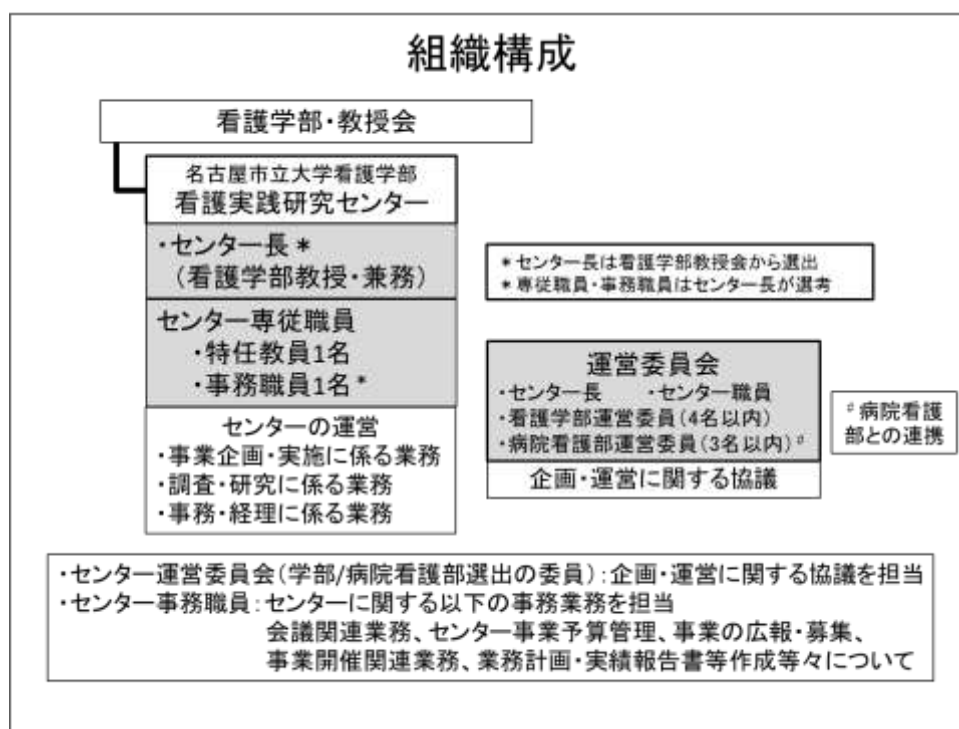 組織構成
看護学部・教授会
名古屋市立大学看護学部
看護実践研究センター
・センター長＊
（看護学部教授・兼務）
センター専従職員
・特任教員1名
・事務職員1名＊
センターの運営
・事業企画・実施に係る業務
・調査・研究に係る業務
・事務・経理に係る業務
＊センター長は看護学部教授会から選出
＊専従職員・事務職員はセンター長が選考
運営委員会
・センター長　・センター職員
・看護学部運営委員（4名以内）
・病院看護部運営委員（3名以内）♯
企画・運営に関する協議
♯病院看護
部との連携
・センター運営委員会（学部/病院看護部選出の委員）：企画・運営に関する協議を担当
・センター事務職員：センターに関する以下の事務業務を担当
会議関連業務、センター事業予算管理、事業の広報・募集、
事業開催関連業務、業務計画・実績報告書等作成等々について